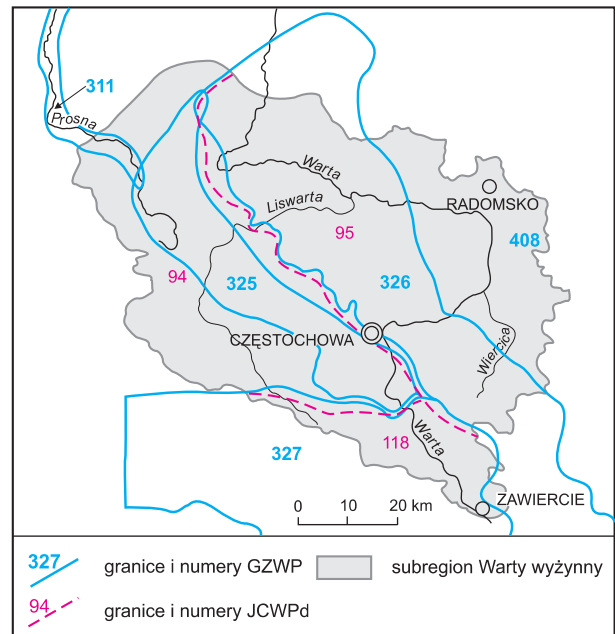 311
Prosna
Warta
Liswarta
RADOMSKO
95
408
94
325
326
CZĘSTOCHOWA
Wiercica
118
Warta
327
ZAWIERCIE
0 10 20 km
327 granice i numery GZWP
subregion Warty wyżynny
94 granice i numery JCWPd